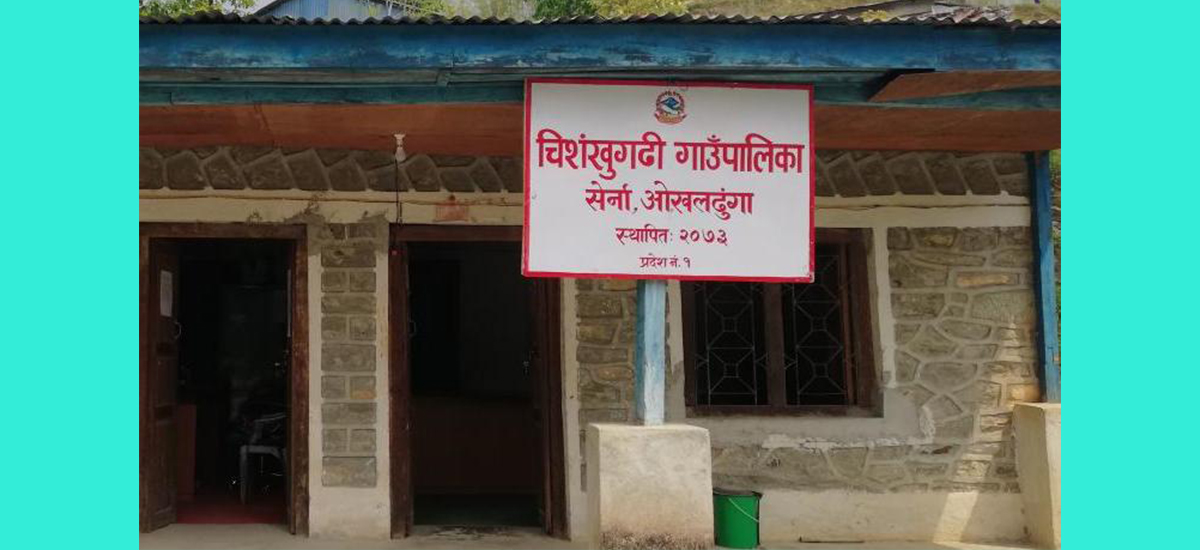 चिशंखुगढी गाउँपालिका
सेर्ना, ओखलढुंगा
स्थापितः २०७३
प्रदेश नं. १